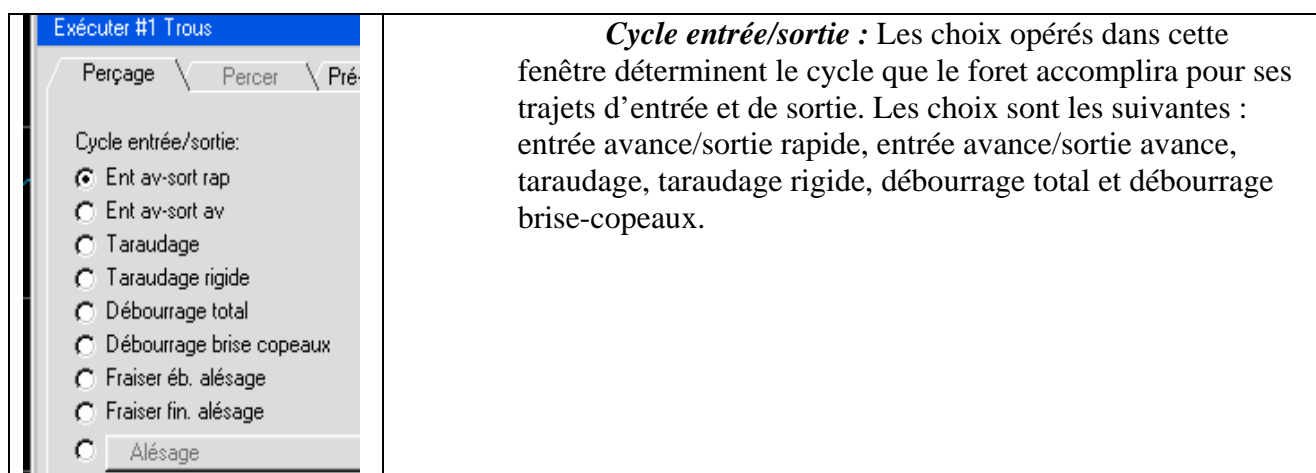 Exécuter #1 Trous
Perçage
Percer
Pré-
Cycle entrée/sortie:
Ent av-sort rap
Ent av-sort av
Taraudage
Taraudage rigide
Débourrage total
Débourrage brise copeaux
Fraiser éb. alésage
Fraiser fin. alésage
Alésage
Cycle entrée/sortie : Les choix opérés dans cette
fenêtre déterminent le cycle que le foret accomplira pour ses
trajets d’entrée et de sortie. Les choix sont les suivantes :
entrée avance/sortie rapide, entrée avance/sortie avance,
taraudage, taraudage rigide, débourrage total et débourrage
brise-copeaux.